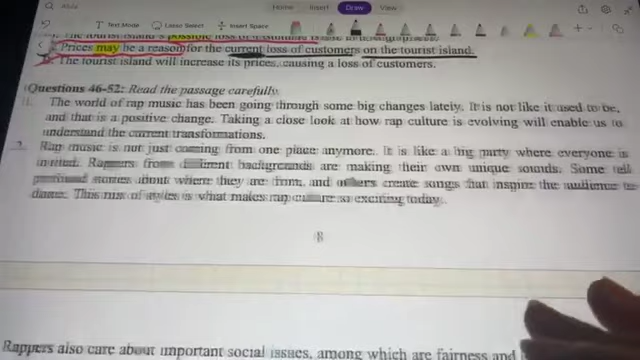 Home Insert Draw View
Text Mode Lasso Select Insert Space
Prices may be a reason for the current loss of customers on the tourist island.
The tourist island will increase its prices, causing a loss of customers.
Questions 46-52: Read the passage carefully.
The world of rap music has been going through some big changes lately. It is not like it used to be,
and that is a positive change. Taking a close look at how rap culture is evolving will enable us to
understand the current transformations.
Rap music is not just coming from one place anymore. It is like a big party where everyone is
invited. Rappers from different backgrounds are making their own unique sounds. Some tell
profound stories about where they are from, and others create songs that inspire the audience to
dance. This mix of styles is what makes rap culture so exciting today.
8
Rappers also care about important social issues, among which are fairness and